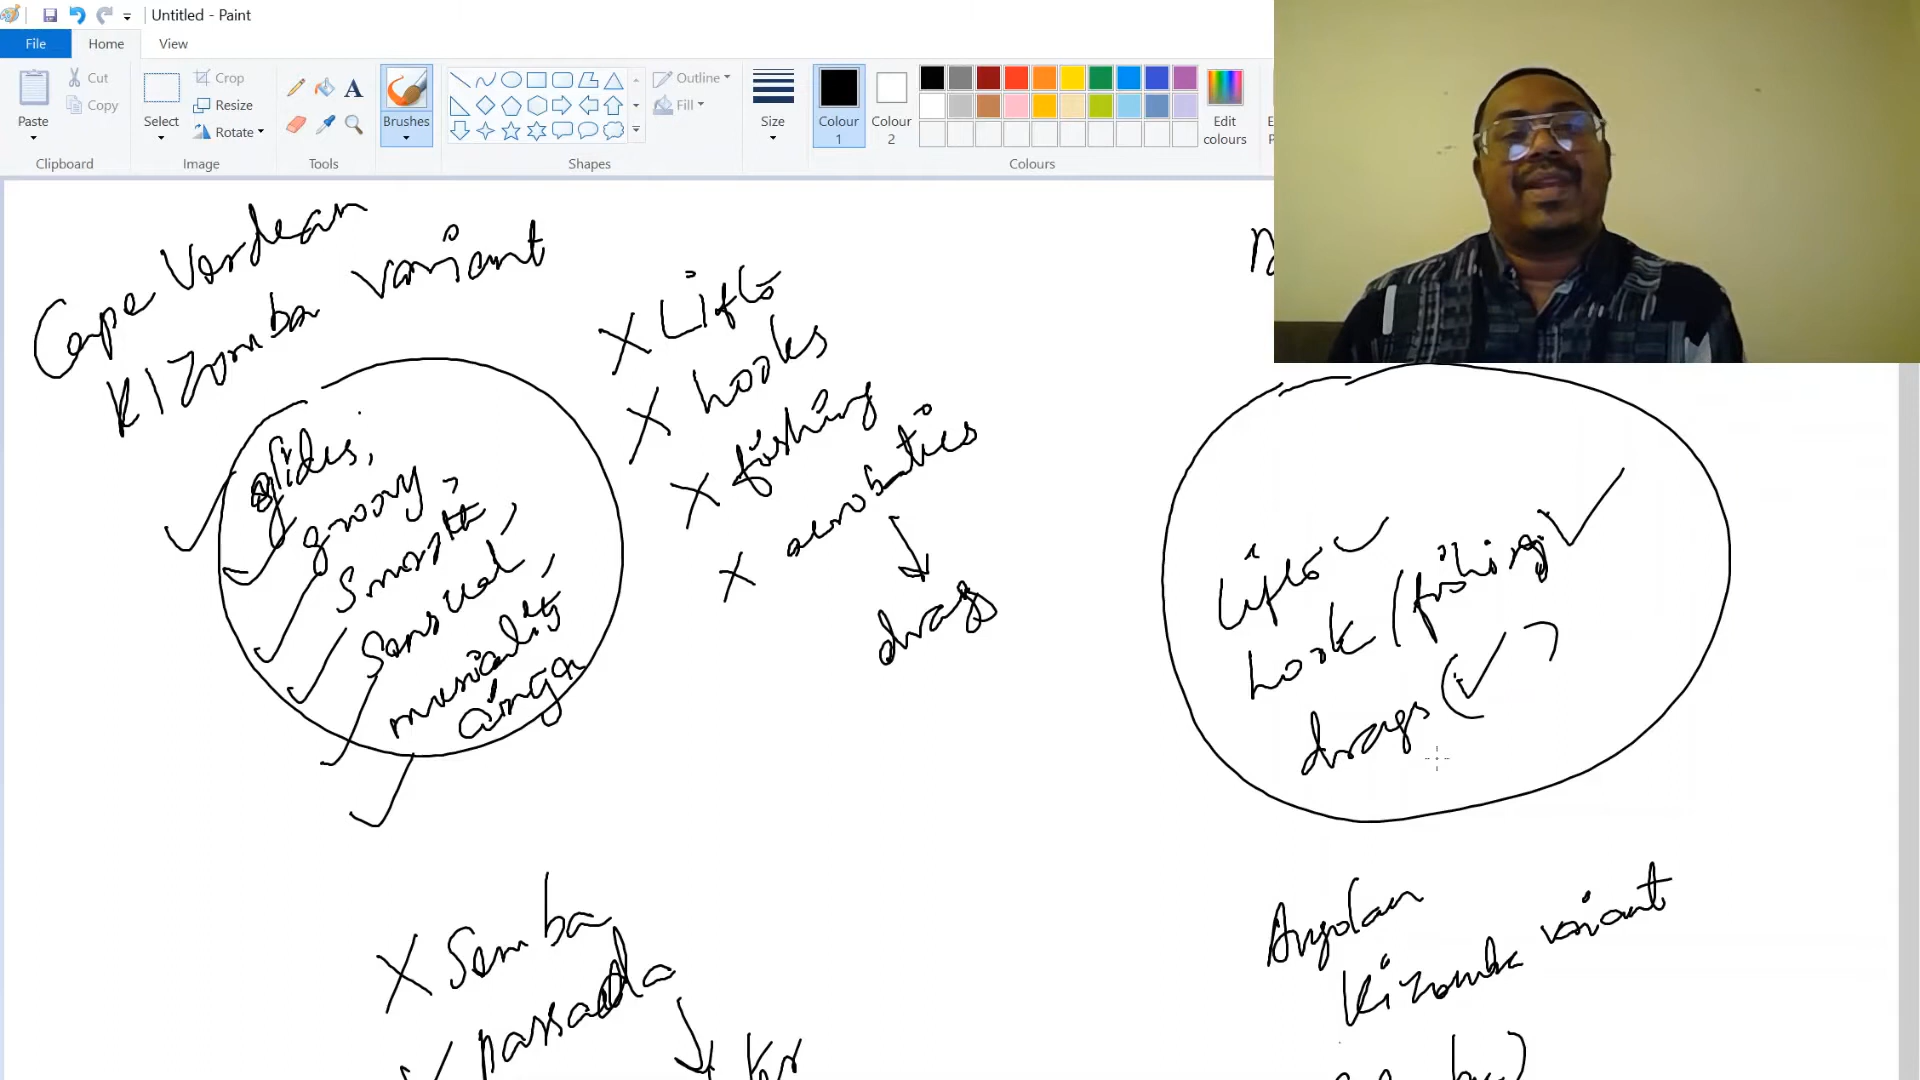 Untitled - Paint
File
Home
View
Cut
Copy
Paste
Clipboard
Crop
Resize
Rotate
Select
Image
Tools
Brushes
Shapes
Outline
Fill
Size
Colour 1
Colour 2
Edit colours
Colours
Cape Verdean
Kizomba variant
glides,
groovy,
smooth,
sensual,
musicality
ginga
X Lifts
X hooks
X fishing
X aerobatics
drags
Lifts
hook / fishing
drags
X Semba
passada
Angolan
Kizomba variant